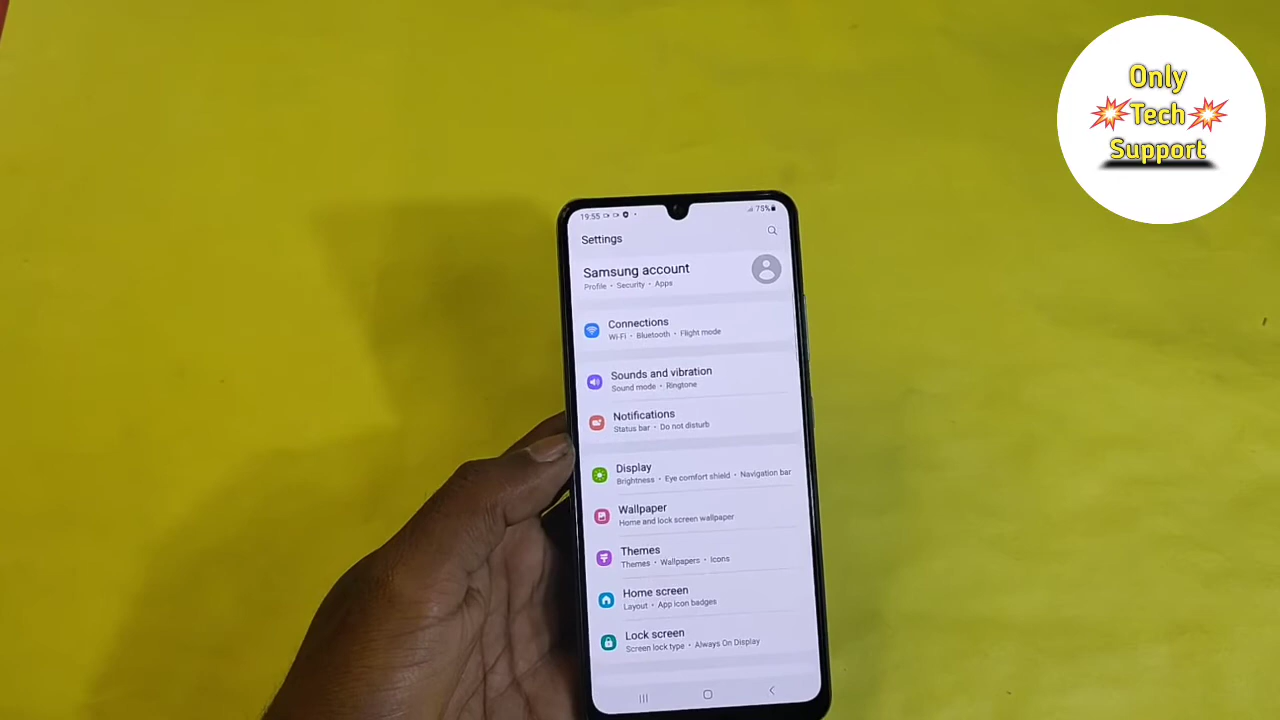 Only
Tech
Support
19:55
75%
Settings
Samsung account
Profile • Security • Apps
Connections
Wi-Fi • Bluetooth • Flight mode
Sounds and vibration
Sound mode • Ringtone
Notifications
Status bar • Do not disturb
Display
Brightness • Eye comfort shield • Navigation bar
Wallpaper
Home and lock screen wallpaper
Themes
Themes • Wallpapers • Icons
Home screen
Layout • App icon badges
Lock screen
Screen lock type • Always On Display